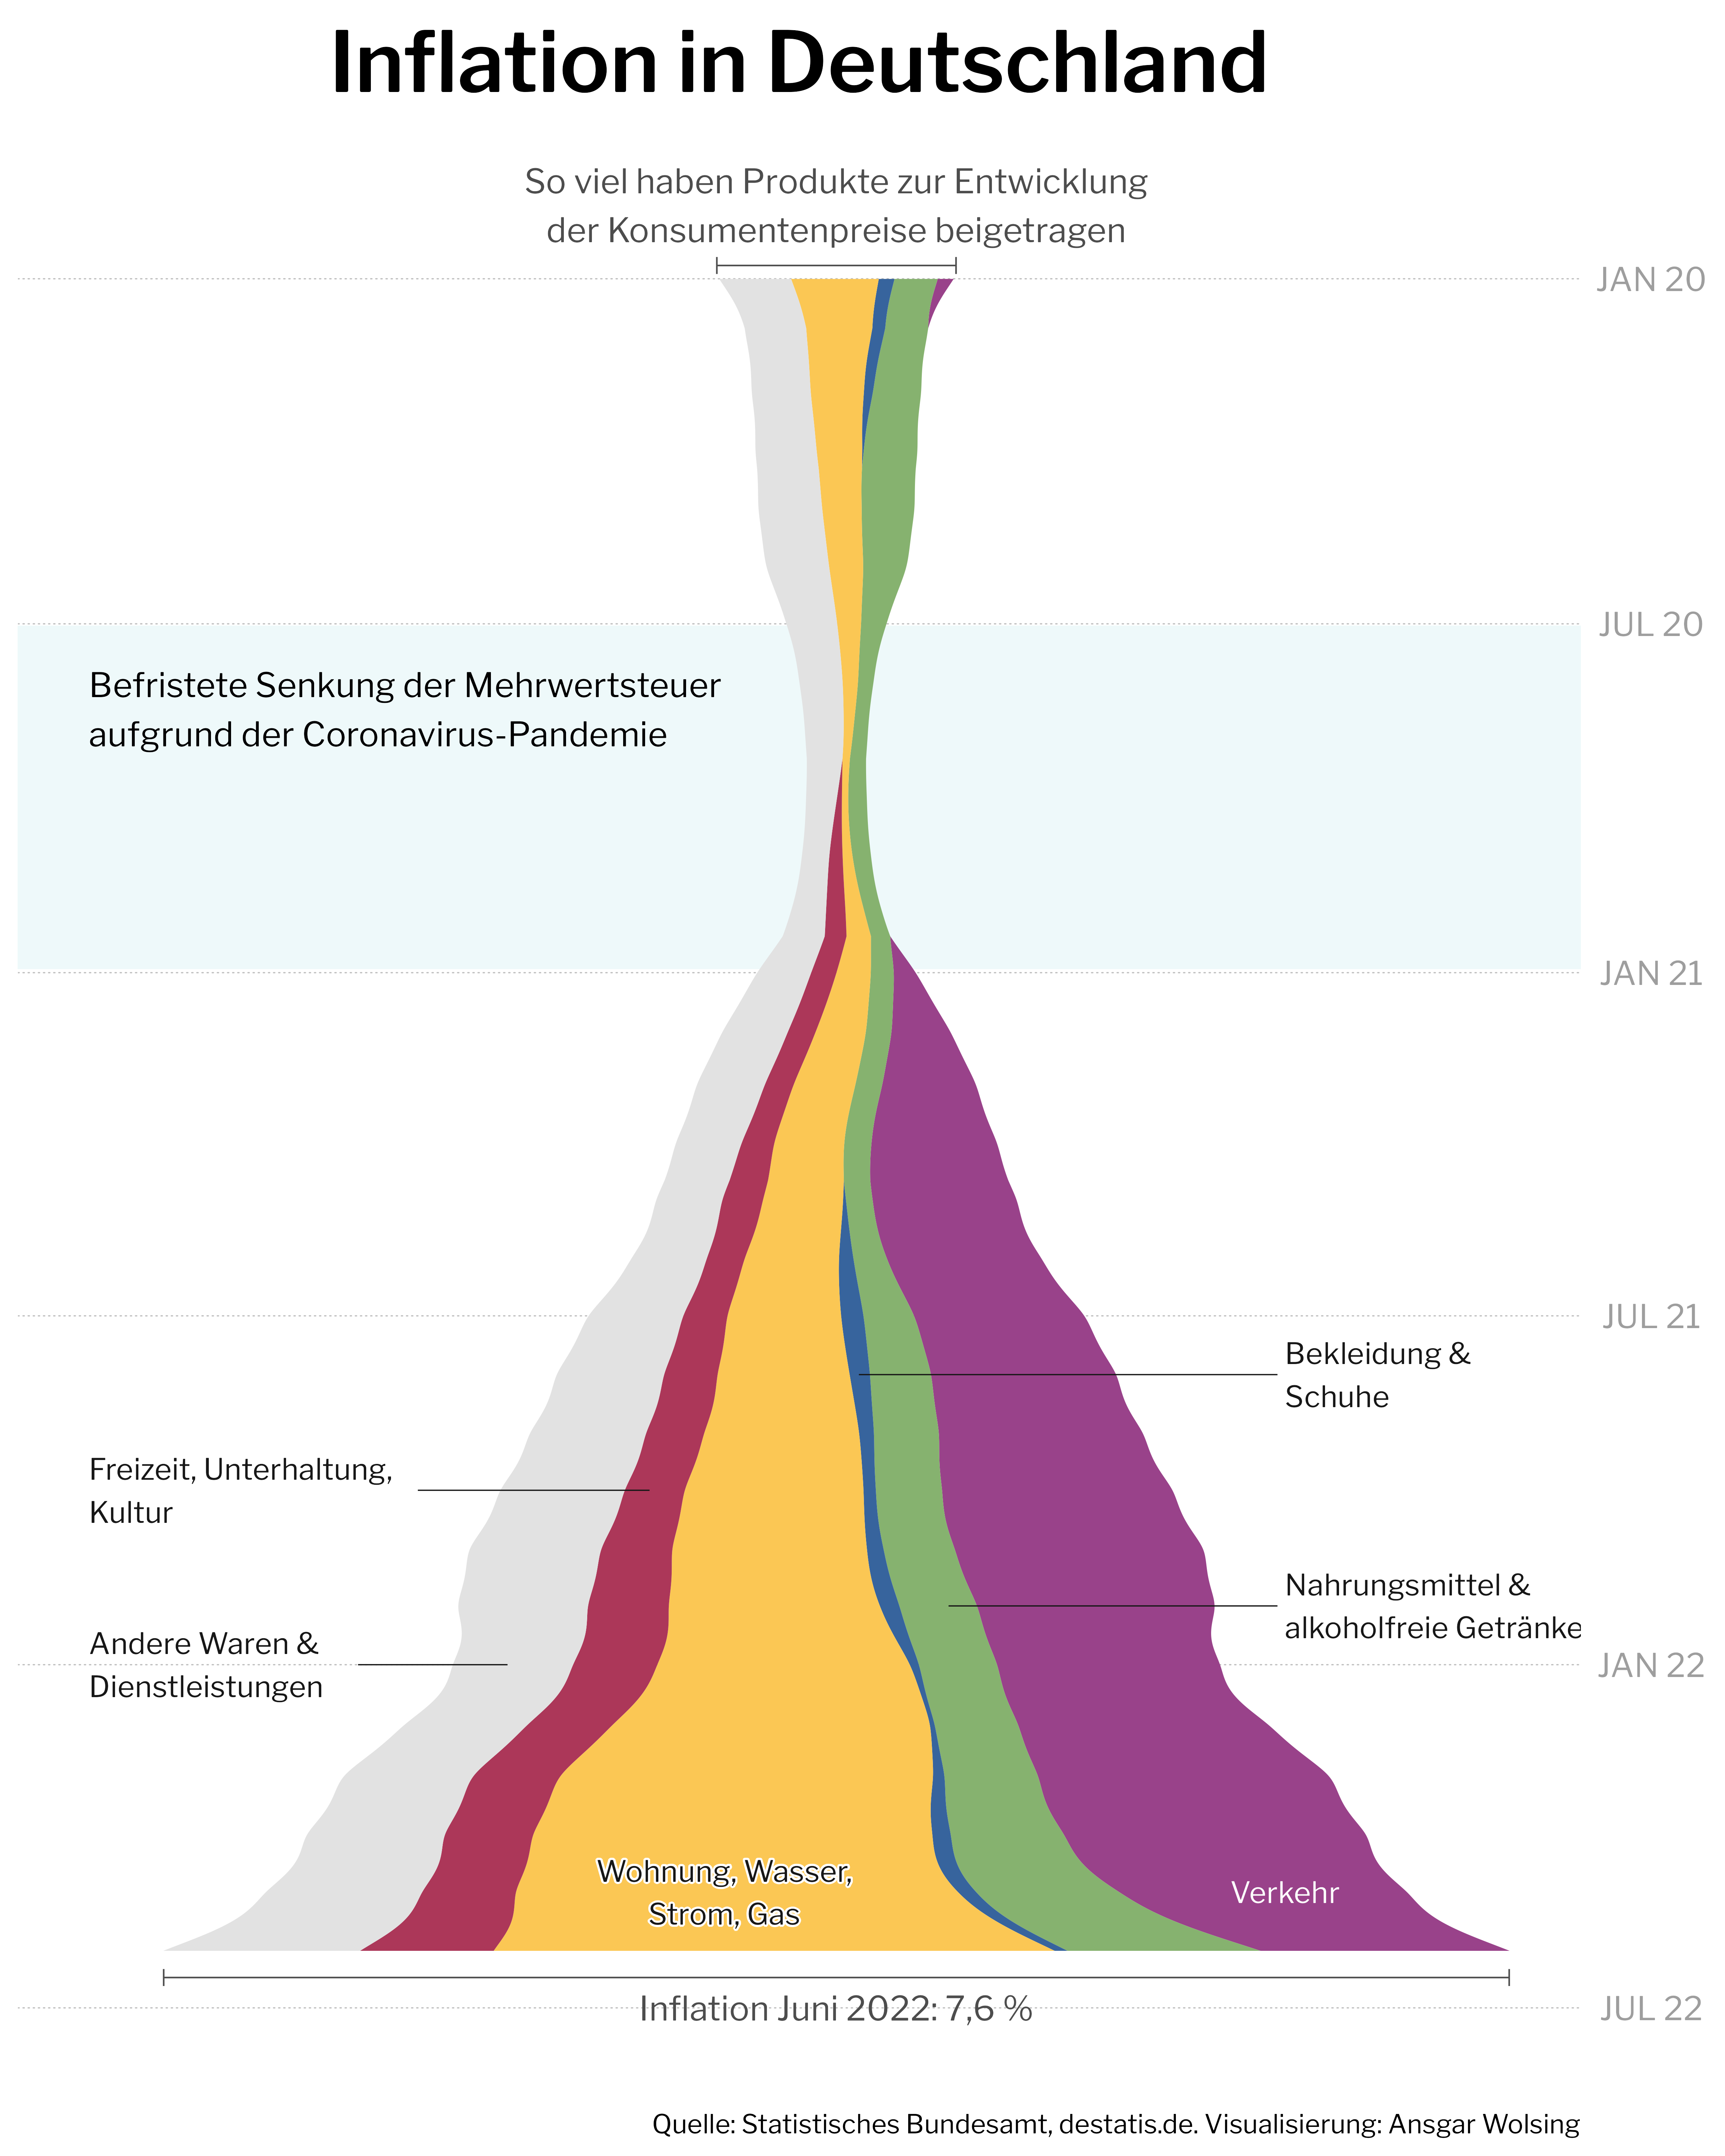 Inflation in Deutschland
So viel haben Produkte zur Entwicklung
der Konsumentenpreise beigetragen
JAN 20
JUL 20
Befristete Senkung der Mehrwertsteuer
aufgrund der Coronavirus-Pandemie
JAN 21
JUL 21
Bekleidung &
Schuhe
Freizeit, Unterhaltung,
Kultur
Nahrungsmittel &
alkoholfreie Getränke
Andere Waren &
Dienstleistungen
JAN 22
Wohnung, Wasser,
Strom, Gas
Verkehr
Inflation Juni 2022: 7,6 %
JUL 22
Quelle: Statistisches Bundesamt, destatis.de. Visualisierung: Ansgar Wolsing